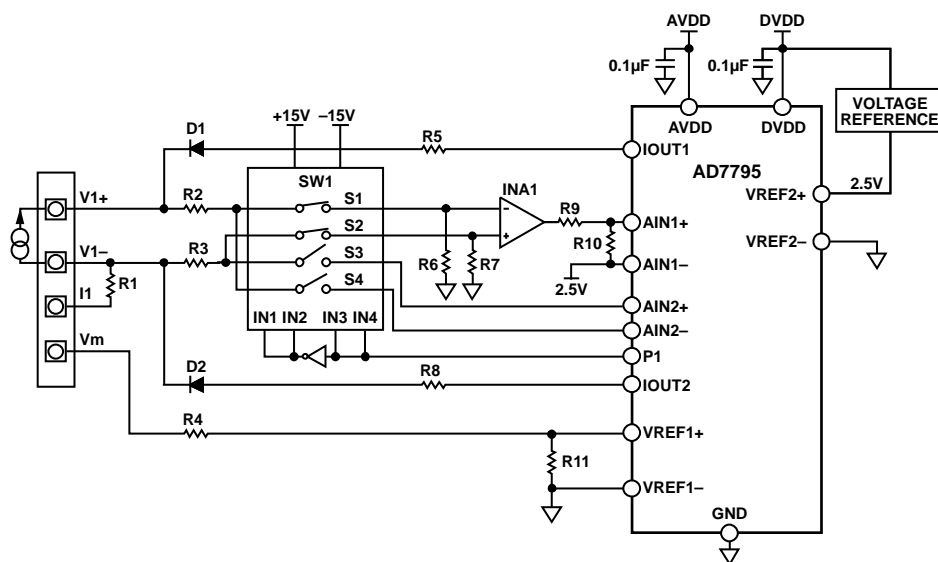 AVDD DVDD
0.1µF 0.1µF
VOLTAGE
REFERENCE
+15V –15V
D1 R5 IOUT1 AVDD DVDD
AD7795
SW1
V1+ R2 S1 INA1 VREF2+ 2.5V
– R9 AIN1+
S2 +
V1– R3 R10 VREF2–
S3 R6 R7 AIN1–
R1 2.5V
I1 S4 AIN2+
IN1 IN2 IN3 IN4 AIN2–
Vm P1
D2 R8 IOUT2
R4 VREF1+
R11
VREF1–
GND